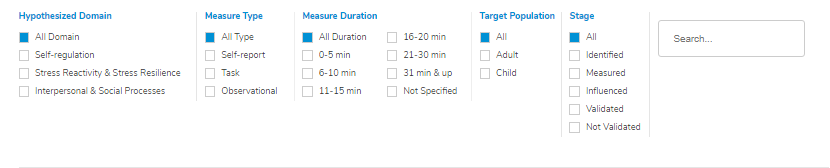 Hypothesized Domain
All Domain
Self-regulation
Stress Reactivity & Stress Resilience
Interpersonal & Social Processes
Measure Type
All Type
Self-report
Task
Observational
Measure Duration
All Duration
0-5 min
6-10 min
11-15 min
16-20 min
21-30 min
31 min & up
Not Specified
Target Population
All
Adult
Child
Stage
All
Identified
Measured
Influenced
Validated
Not Validated
Search...